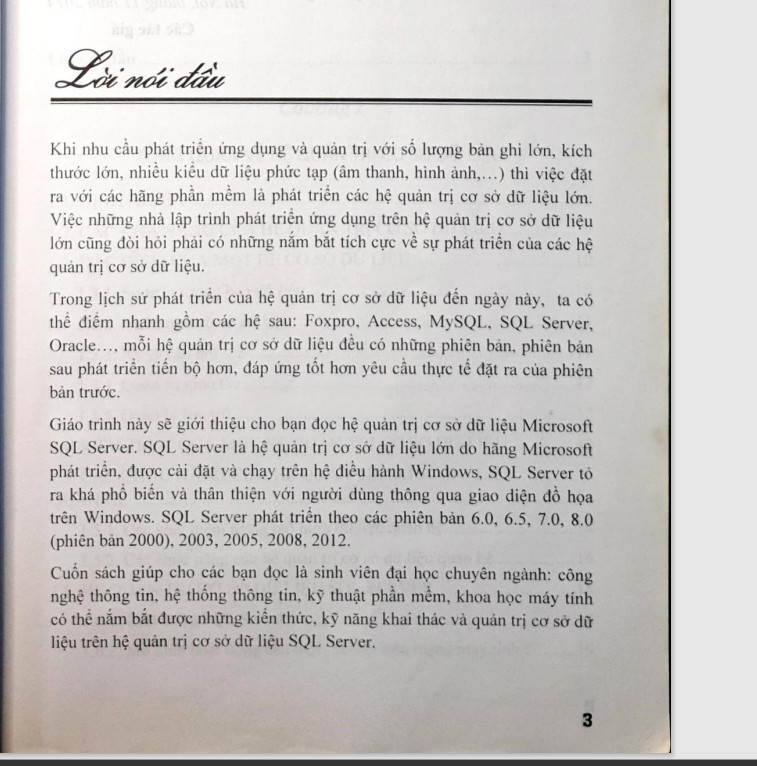 Lời nói đầu
Khi nhu cầu phát triển ứng dụng và quản trị với số lượng bản ghi lớn, kích
thước lớn, nhiều kiểu dữ liệu phức tạp (âm thanh, hình ảnh,…) thì việc đặt
ra với các hãng phần mềm là phát triển các hệ quản trị cơ sở dữ liệu lớn.
Việc những nhà lập trình phát triển ứng dụng trên hệ quản trị cơ sở dữ liệu
lớn cũng đòi hỏi phải có những nắm bắt tích cực về sự phát triển của các hệ
quản trị cơ sở dữ liệu.
Trong lịch sử phát triển của hệ quản trị cơ sở dữ liệu đến ngày này, ta có
thể điểm nhanh gồm các hệ sau: Foxpro, Access, MySQL, SQL Server,
Oracle…, mỗi hệ quản trị cơ sở dữ liệu đều có những phiên bản, phiên bản
sau phát triển tiến bộ hơn, đáp ứng tốt hơn yêu cầu thực tế đặt ra của phiên
bản trước.
Giáo trình này sẽ giới thiệu cho bạn đọc hệ quản trị cơ sở dữ liệu Microsoft
SQL Server. SQL Server là hệ quản trị cơ sở dữ liệu lớn do hãng Microsoft
phát triển, được cài đặt và chạy trên hệ điều hành Windows, SQL Server tỏ
ra khá phổ biến và thân thiện với người dùng thông qua giao diện đồ họa
trên Windows. SQL Server phát triển theo các phiên bản 6.0, 6.5, 7.0, 8.0
(phiên bản 2000), 2003, 2005, 2008, 2012.
Cuốn sách giúp cho các bạn đọc là sinh viên đại học chuyên ngành: công
nghệ thông tin, hệ thống thông tin, kỹ thuật phần mềm, khoa học máy tính
có thể nắm bắt được những kiến thức, kỹ năng khai thác và quản trị cơ sở dữ
liệu trên hệ quản trị cơ sở dữ liệu SQL Server.
3